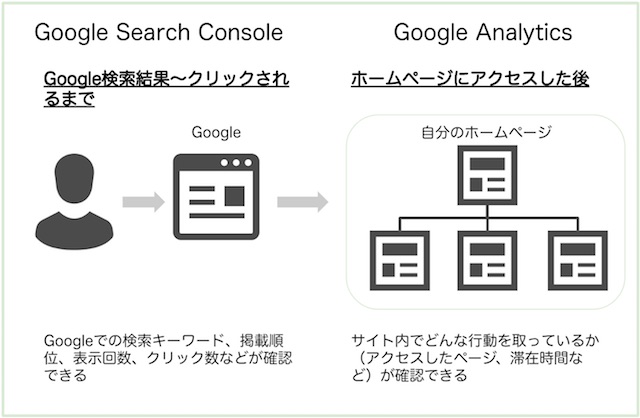 Google Search Console
Google検索結果〜クリックされ
るまで
Google
Googleでの検索キーワード、掲載順
位、表示回数、クリック数などが確認
できる
Google Analytics
ホームページにアクセスした後
自分のホームページ
サイト内でどんな行動を取っているか
（アクセスしたページ、滞在時間な
ど）が確認できる